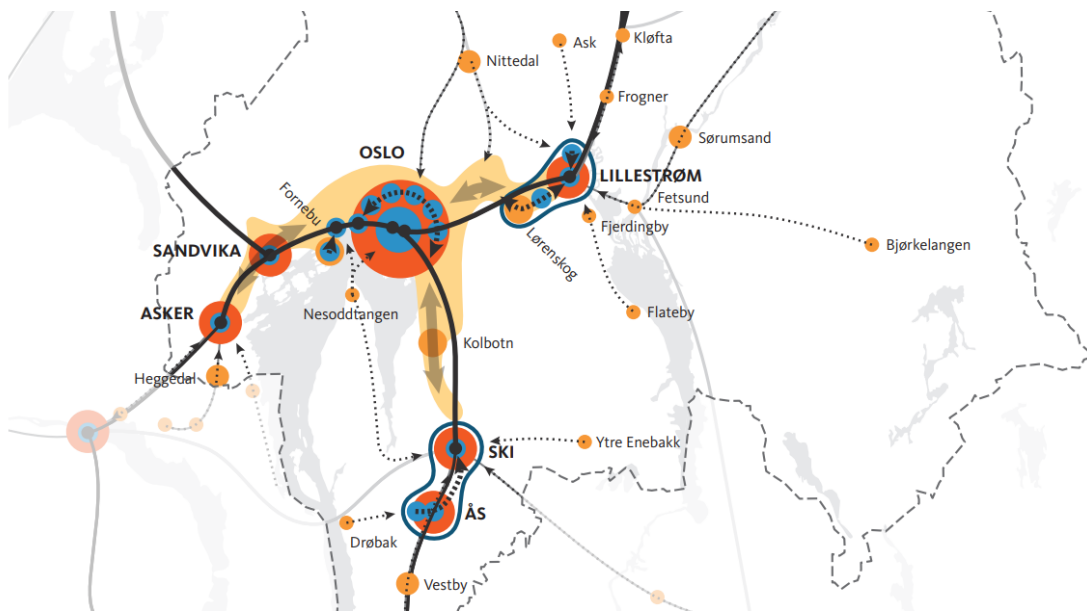 Kløfta
Ask
Nittedal
Frogner
Sørumsand
OSLO
LILLESTRØM
Fornebu
Fetsund
Fjerdingby
SANDVIKA
Lørenskog
Bjørkelangen
ASKER
Nesoddtangen
Flateby
Kolbotn
Heggedal
Ytre Enebakk
SKI
ÅS
Drøbak
Vestby